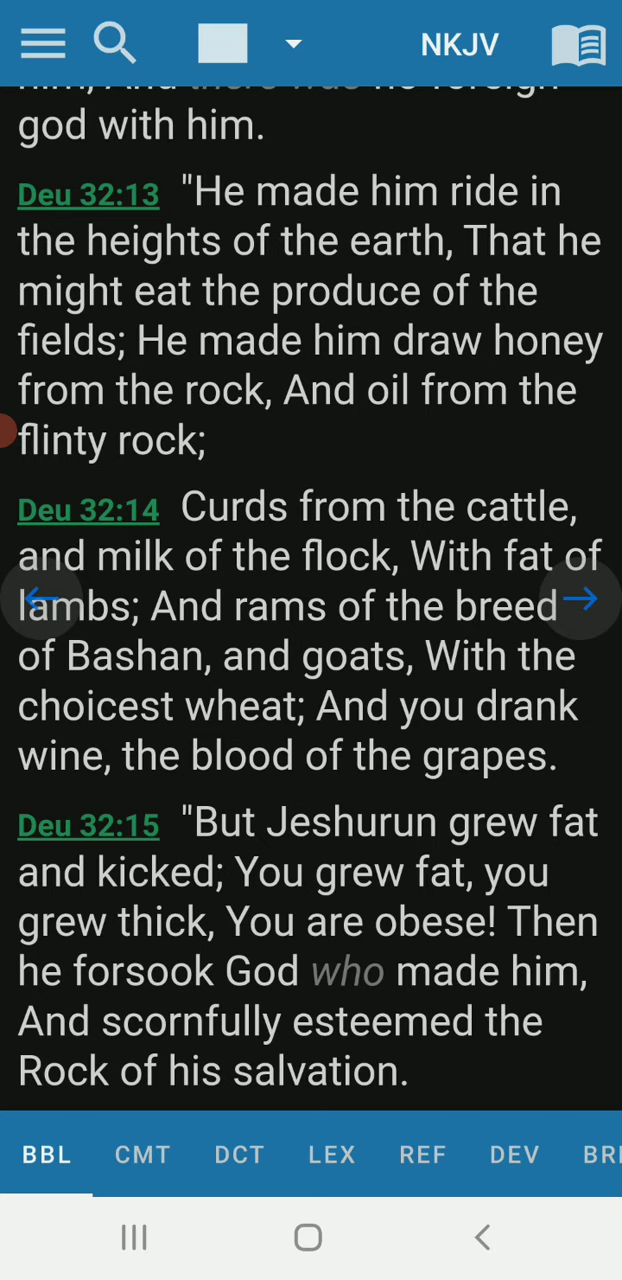 NKJV
god with him.
Deu 32:13 "He made him ride in
the heights of the earth, That he
might eat the produce of the
fields; He made him draw honey
from the rock, And oil from the
flinty rock;
Deu 32:14 Curds from the cattle,
and milk of the flock, With fat of
lambs; And rams of the breed
of Bashan, and goats, With the
choicest wheat; And you drank
wine, the blood of the grapes.
Deu 32:15 "But Jeshurun grew fat
and kicked; You grew fat, you
grew thick, You are obese! Then
he forsook God who made him,
And scornfully esteemed the
Rock of his salvation.
BBL CMT DCT LEX REF DEV